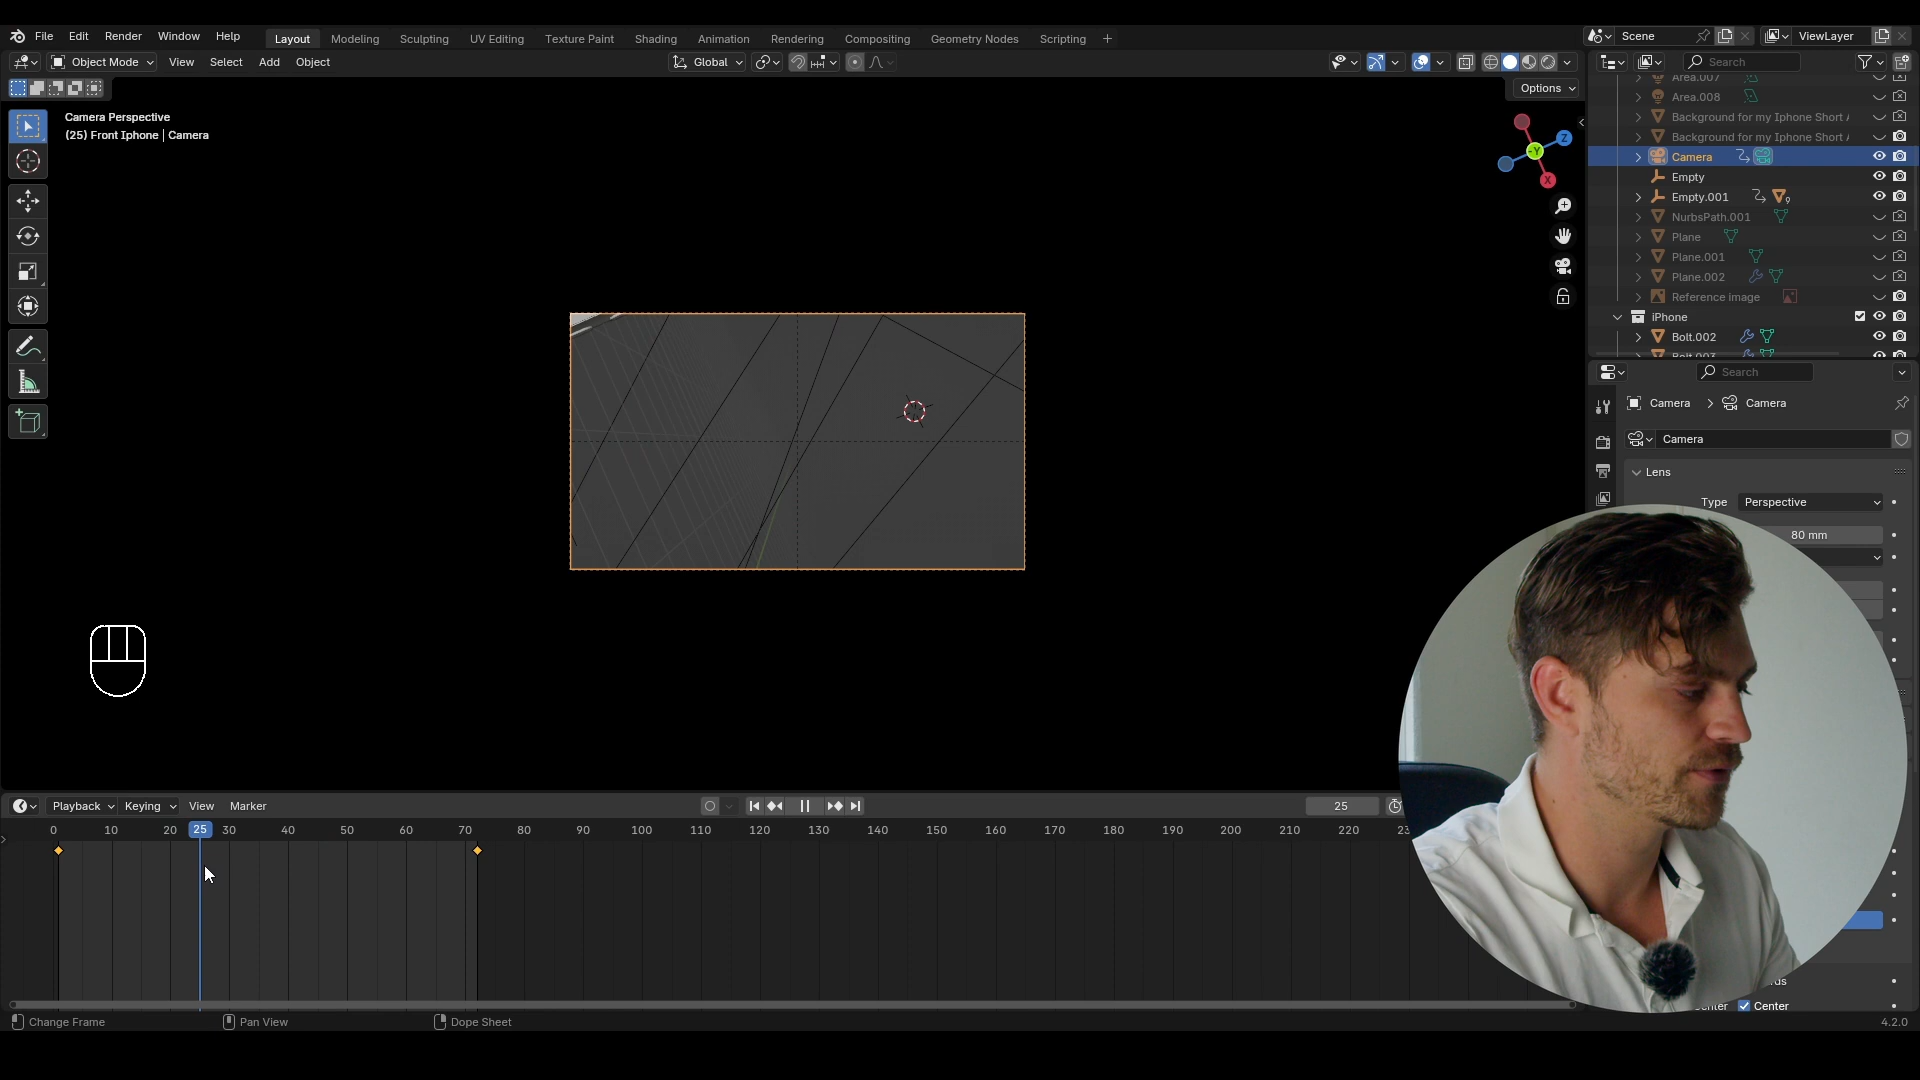 File Edit Render Window Help Layout Modeling Sculpting UV Editing Texture Paint Shading Animation Rendering Compositing Geometry Nodes Scripting + Scene ViewLayer
Object Mode View Select Add Object Global Search
Options
Camera Perspective
(25) Front Iphone | Camera
Z
-Y
X
Area.007
Area.008
Background for my Iphone Short
Background for my Iphone Short
Camera
Empty
Empty.001
9
NurbsPath.001
Plane
Plane.001
Plane.002
Reference image
iPhone
Bolt.002
Search
Camera > Camera
Camera
Lens
Type Perspective
80 mm
Center
Playback Keying View Marker 25
0 10 20 25 30 40 50 60 70 80 90 100 110 120 130 140 150 160 170 180 190 200 210 220
Change Frame Pan View Dope Sheet 4.2.0